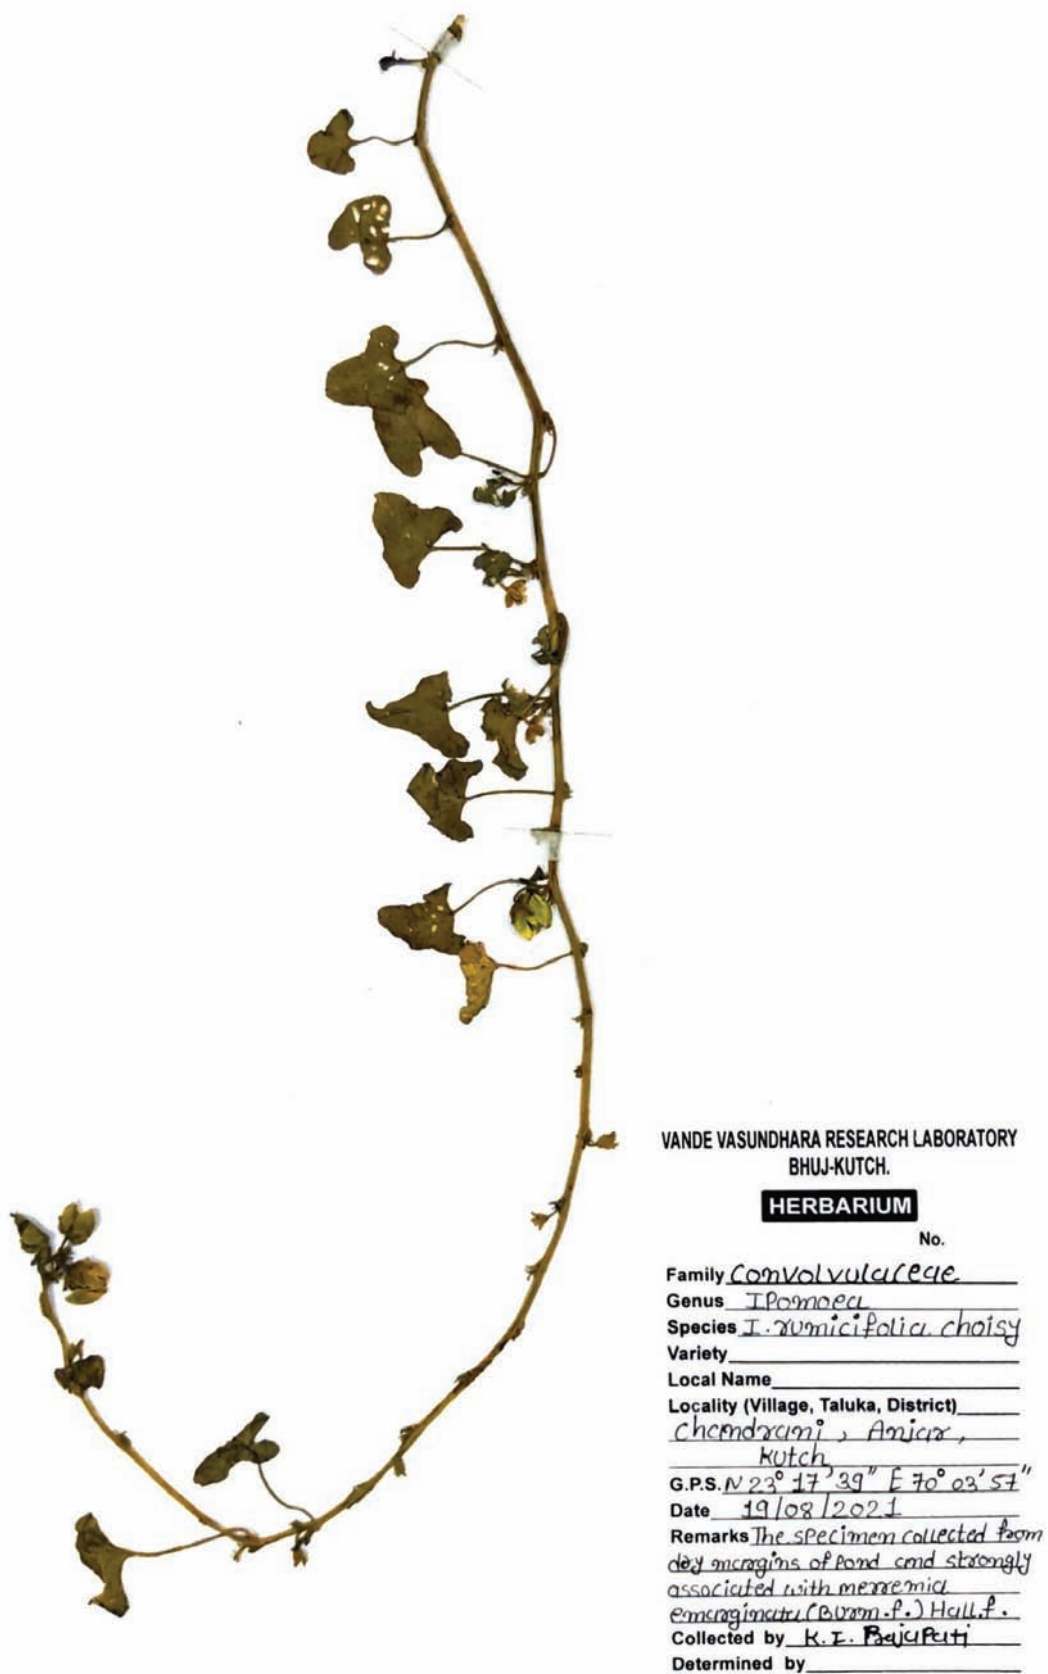 VANDE VASUNDHARA RESEARCH LABORATORY
BHUJ-KUTCH.
HERBARIUM
No.
Family Convolvulaceae
Genus Ipomoea
Species I. rumicifolia choisy
Variety
Local Name
Locality (Village, Taluka, District)
Chandrani, Anjar,
Kutch
G.P.S. N 23° 17' 39" E 70° 03' 57"
Date 19/08/2021
Remarks The specimen collected from
dry margins of Pond and strongly
associated with merremia
emarginata (Burm.f.) Hall.f.
Collected by K.I.
Determined by